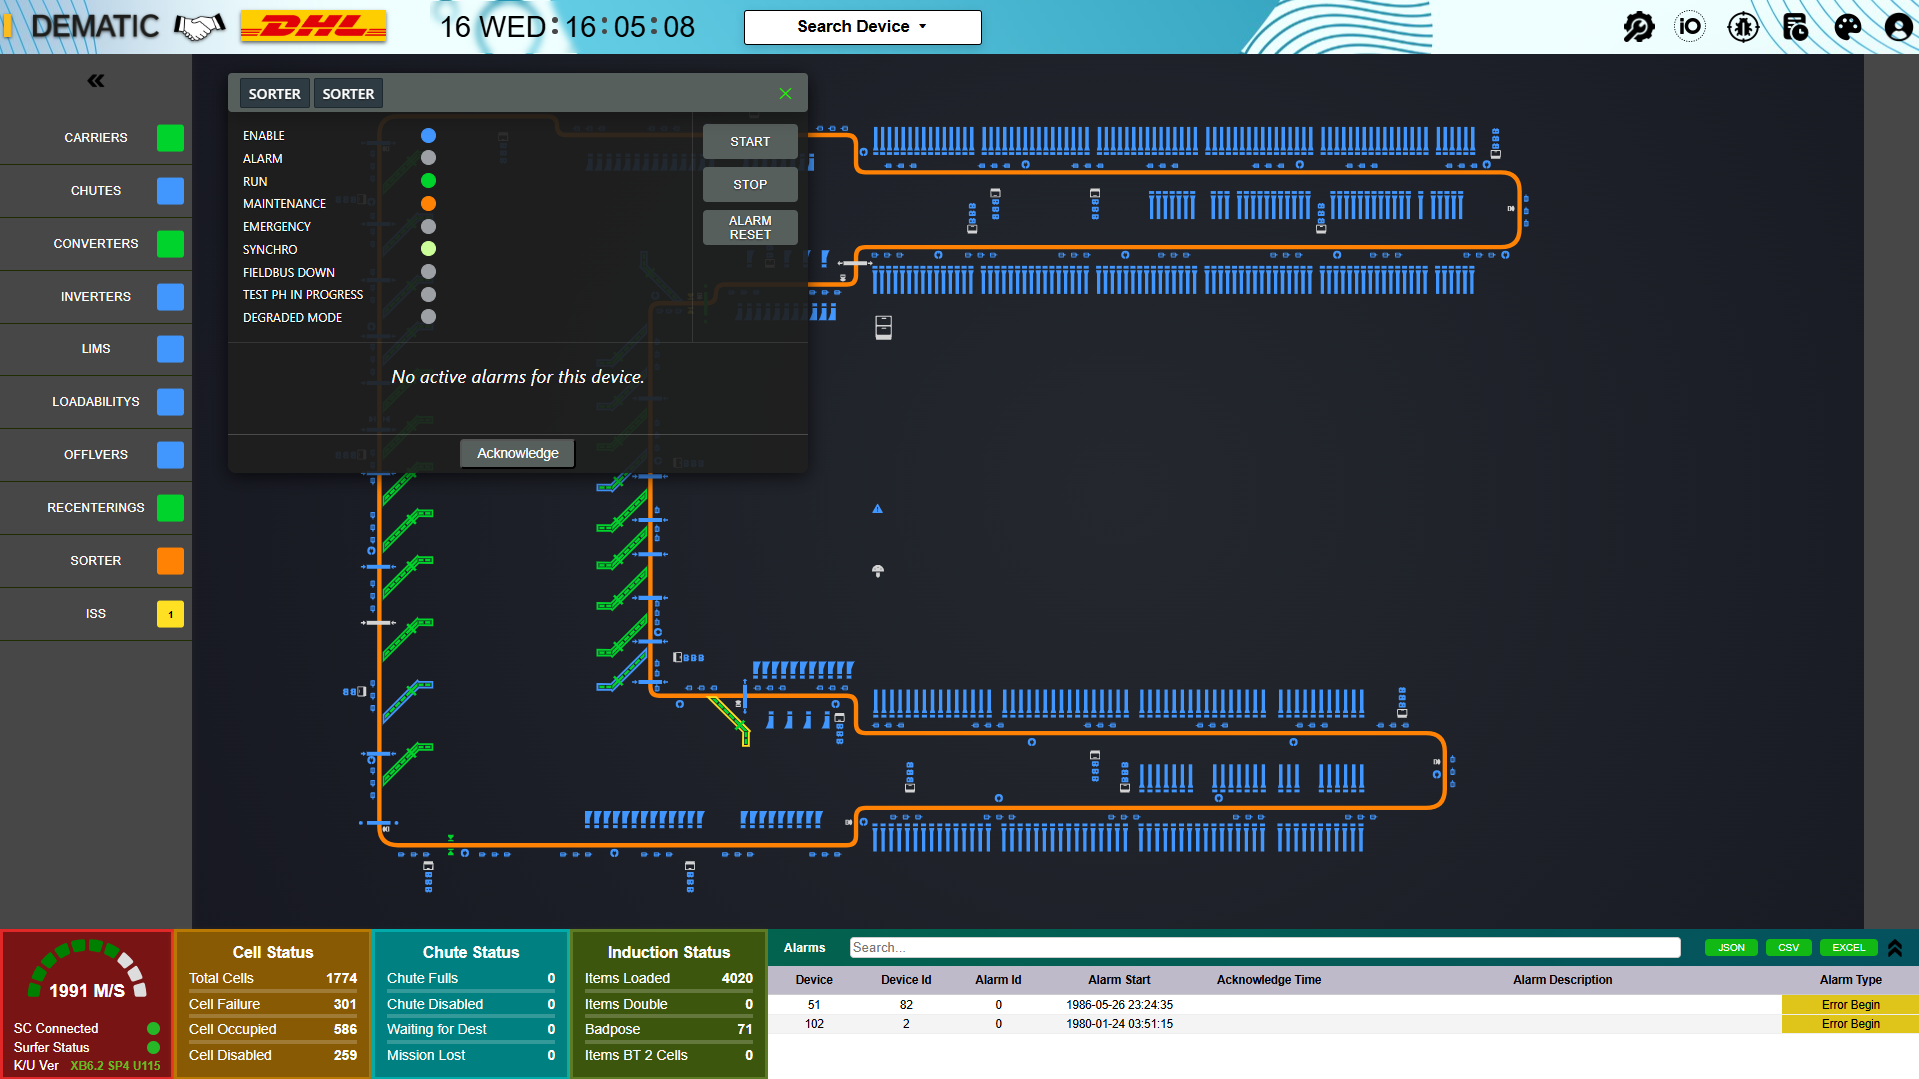 DEMATIC
DHL
16 WED:16:05:08
Search Device
iO
SORTER SORTER
ENABLE
ALARM
RUN
MAINTENANCE
EMERGENCY
SYNCHRO
FIELDBUS DOWN
TEST PH IN PROGRESS
DEGRADED MODE
START
STOP
ALARM
RESET
No active alarms for this device.
Acknowledge
CARRIERS
CHUTES
CONVERTERS
INVERTERS
LIMS
LOADABILITYS
OFFLVERS
RECENTERINGS
SORTER
ISS 1
1991 M/S
SC Connected
Surfer Status
K/U Ver XB6.2 SP4 U115
Cell Status
Total Cells 1774
Cell Failure 301
Cell Occupied 586
Cell Disabled 259
Chute Status
Chute Fulls 0
Chute Disabled 0
Waiting for Dest 0
Mission Lost 0
Induction Status
Items Loaded 4020
Items Double 0
Badpose 71
Items BT 2 Cells 0
Alarms Search... JSON CSV EXCEL
Device Device Id Alarm Id Alarm Start Acknowledge Time Alarm Description Alarm Type
51 82 0 1986-05-26 23:24:35 Error Begin
102 2 0 1980-01-24 03:51:15 Error Begin